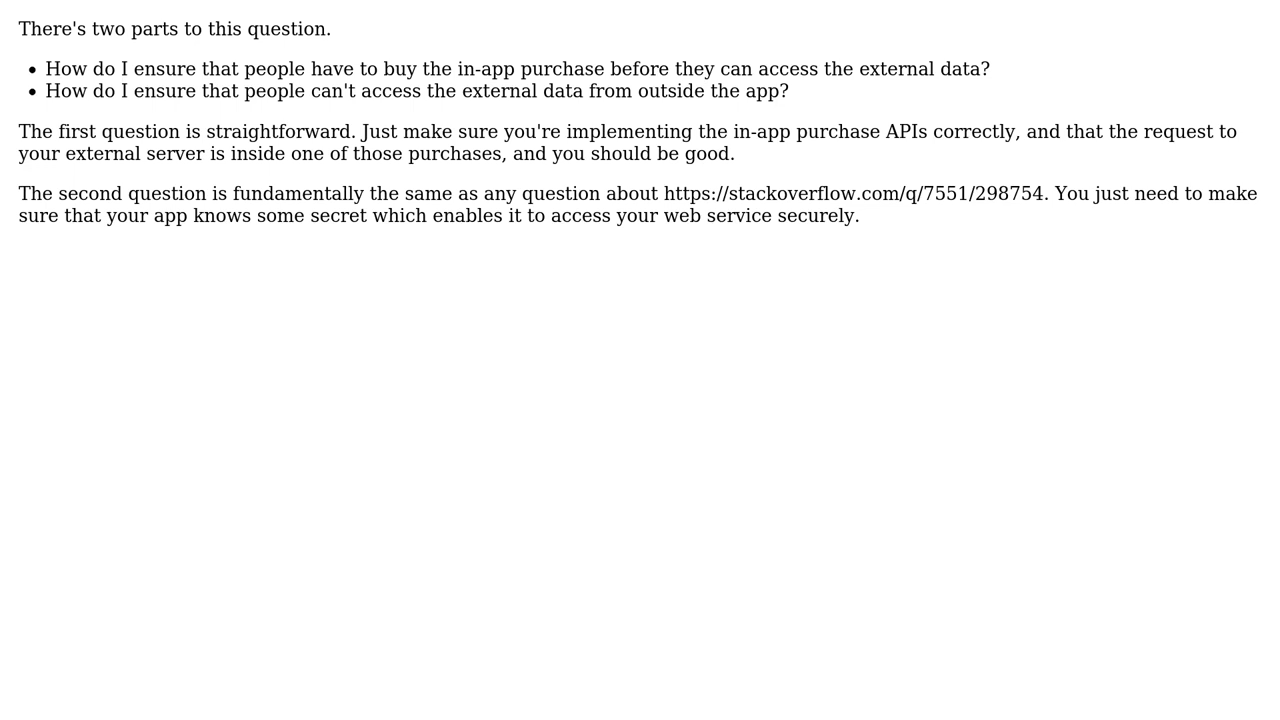 There's two parts to this question.
• How do I ensure that people have to buy the in-app purchase before they can access the external data?
• How do I ensure that people can't access the external data from outside the app?
The first question is straightforward. Just make sure you're implementing the in-app purchase APIs correctly, and that the request to
your external server is inside one of those purchases, and you should be good.
The second question is fundamentally the same as any question about https://stackoverflow.com/q/7551/298754. You just need to make
sure that your app knows some secret which enables it to access your web service securely.